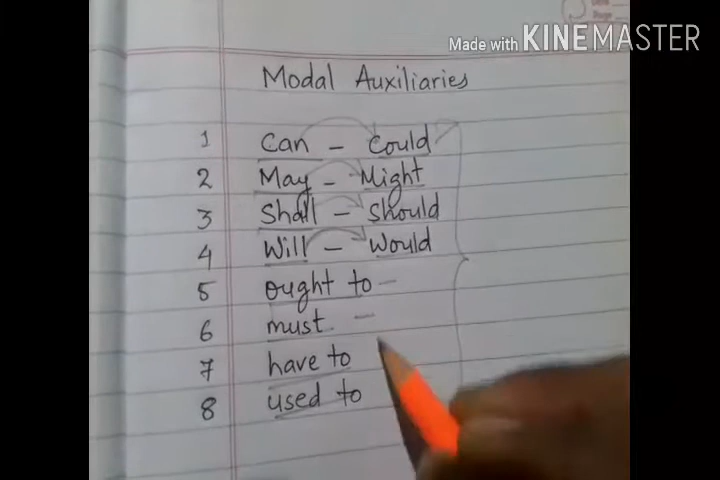 Made with KINEMASTER
Modal Auxiliaries
1 Can - Could
2 May - Might
3 Shall - Should
4 Will - Would
5 ought to -
6 must. -
7 have to
8 used to